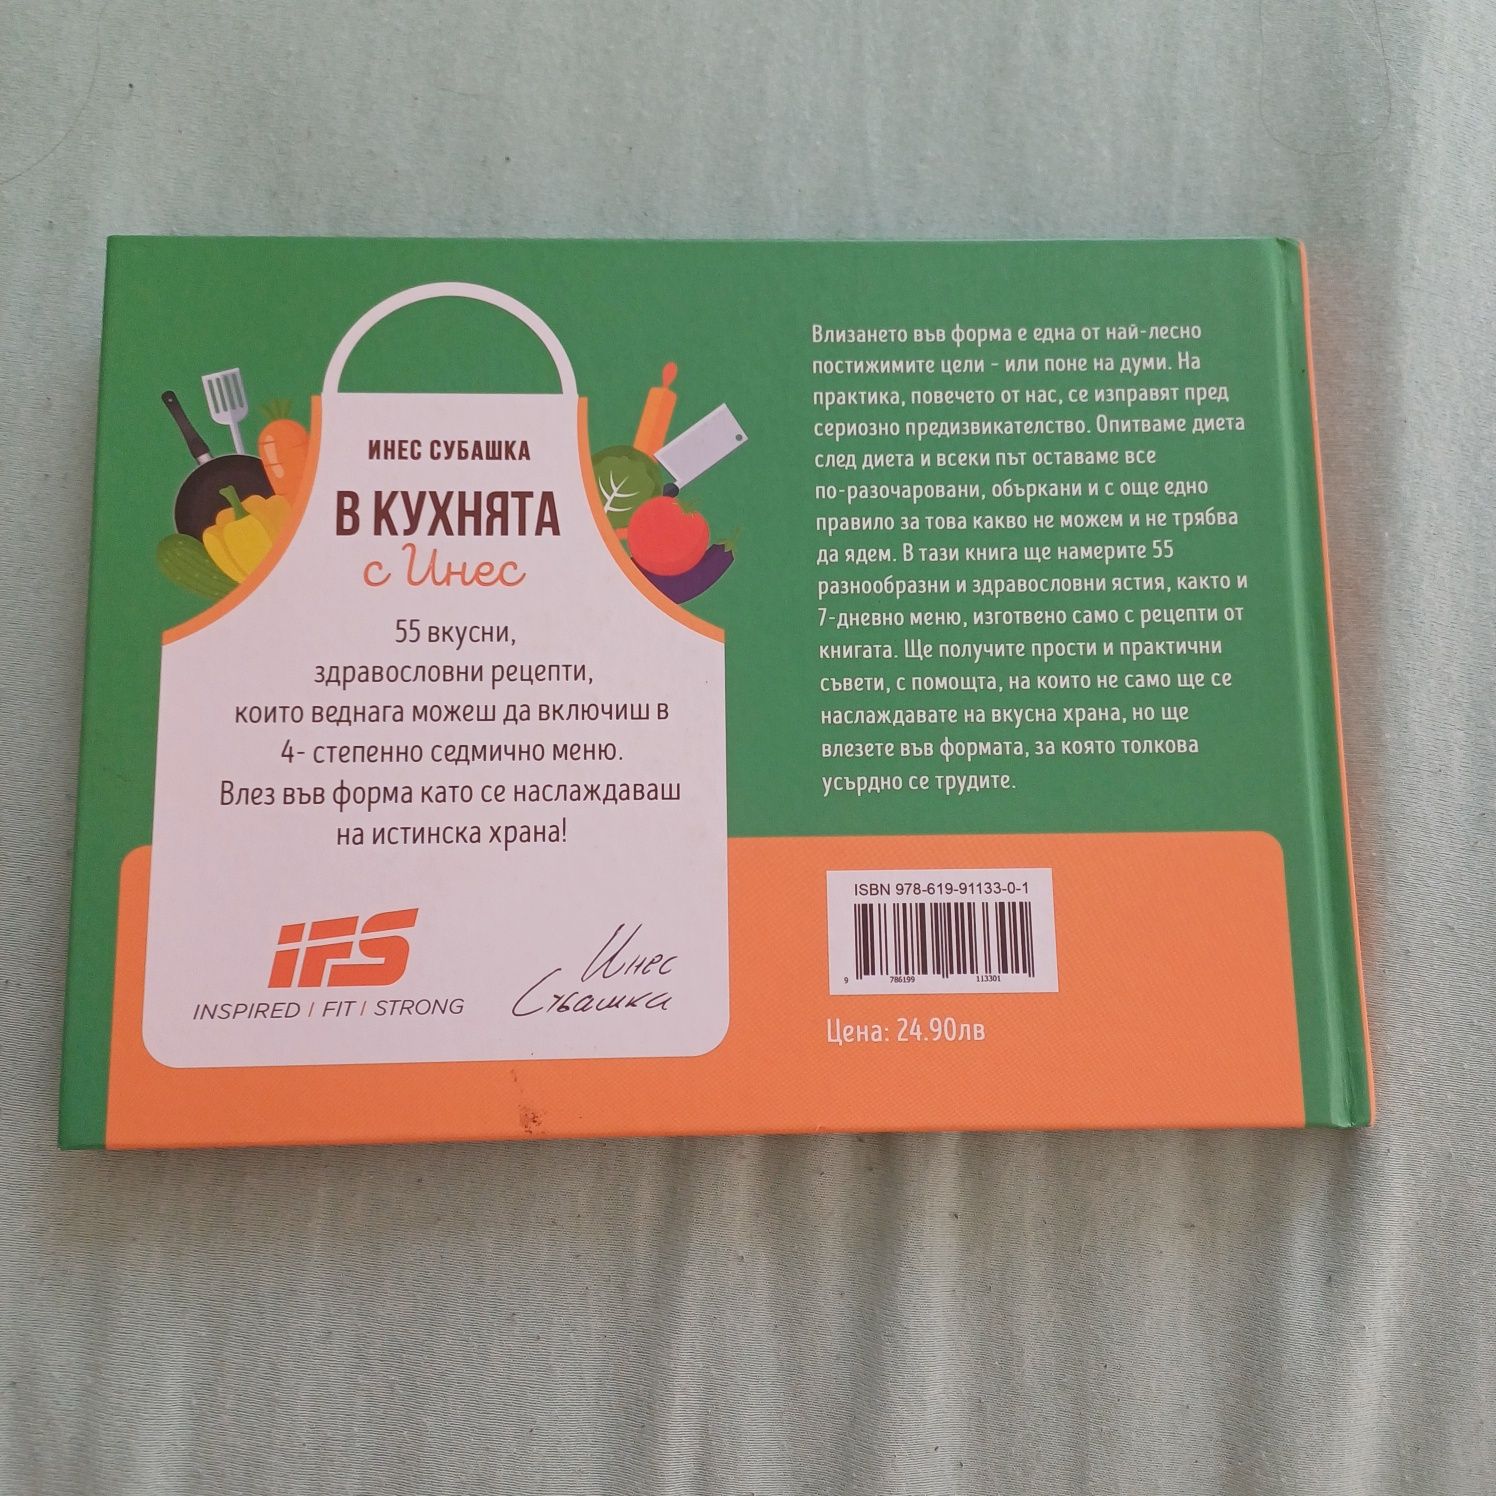 ИНЕС СУБАШКА
В КУХНЯТА
с Инес
55 вкусни,
здравословни рецепти,
които веднага можеш да включиш в
4- степенно седмично меню.
Влез във форма като се наслаждаваш
на истинска храна!
IFS
INSPIRED | FIT | STRONG
Инес
Субашка
Влизането във форма е една от най-лесно
постижимите цели - или поне на думи. На
практика, повечето от нас, се изправят пред
сериозно предизвикателство. Опитваме диета
след диета и всеки път оставаме все
по-разочаровани, объркани и с още едно
правило за това какво не можем и не трябва
да ядем. В тази книга ще намерите 55
разнообразни и здравословни ястия, както и
7-дневно меню, изготвено само с рецепти от
книгата. Ще получите прости и практични
съвети, с помощта, на които не само ще се
наслаждавате на вкусна храна, но ще
влезете във формата, за която толкова
усърдно се трудите.
ISBN 978-619-91133-0-1
9 786199 113301
Цена: 24.90лв